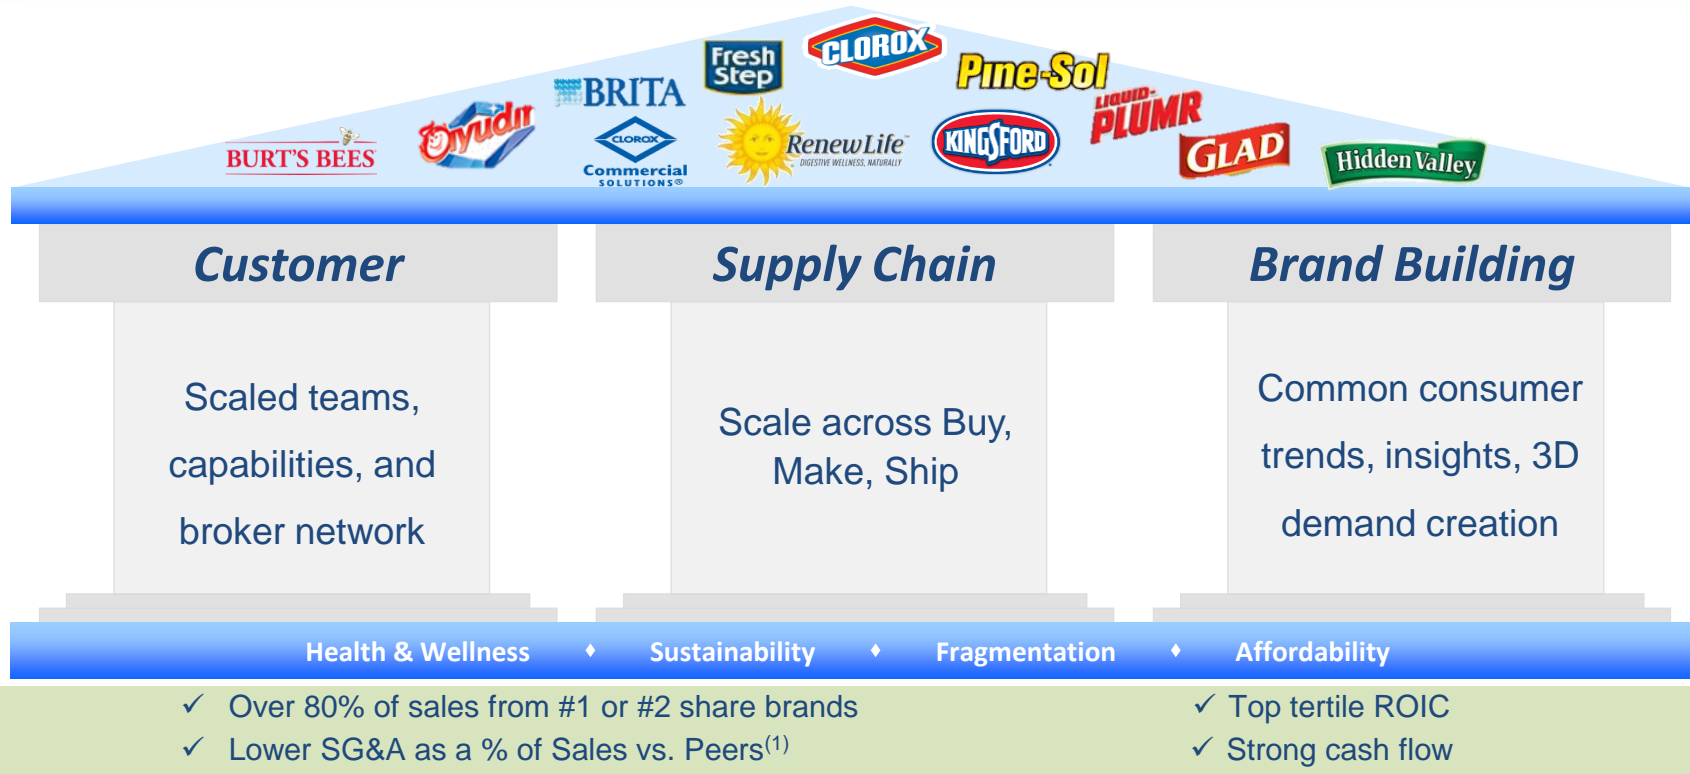 CLOROX
Fresh
Step
Pine-Sol
BRITA
LIQUID-
PLUMR
Ayudín
CLOROX
Commercial
SOLUTIONS®
RenewLife™
DIGESTIVE WELLNESS, NATURALLY
KINGSFORD
BURT'S BEES
GLAD
Hidden Valley
Customer
Supply Chain
Brand Building
Scaled teams,
capabilities, and
broker network
Scale across Buy,
Make, Ship
Common consumer
trends, insights, 3D
demand creation
Health & Wellness ♦ Sustainability ♦ Fragmentation ♦ Affordability
✓ Over 80% of sales from #1 or #2 share brands
✓ Lower SG&A as a % of Sales vs. Peers(1)
✓ Top tertile ROIC
✓ Strong cash flow